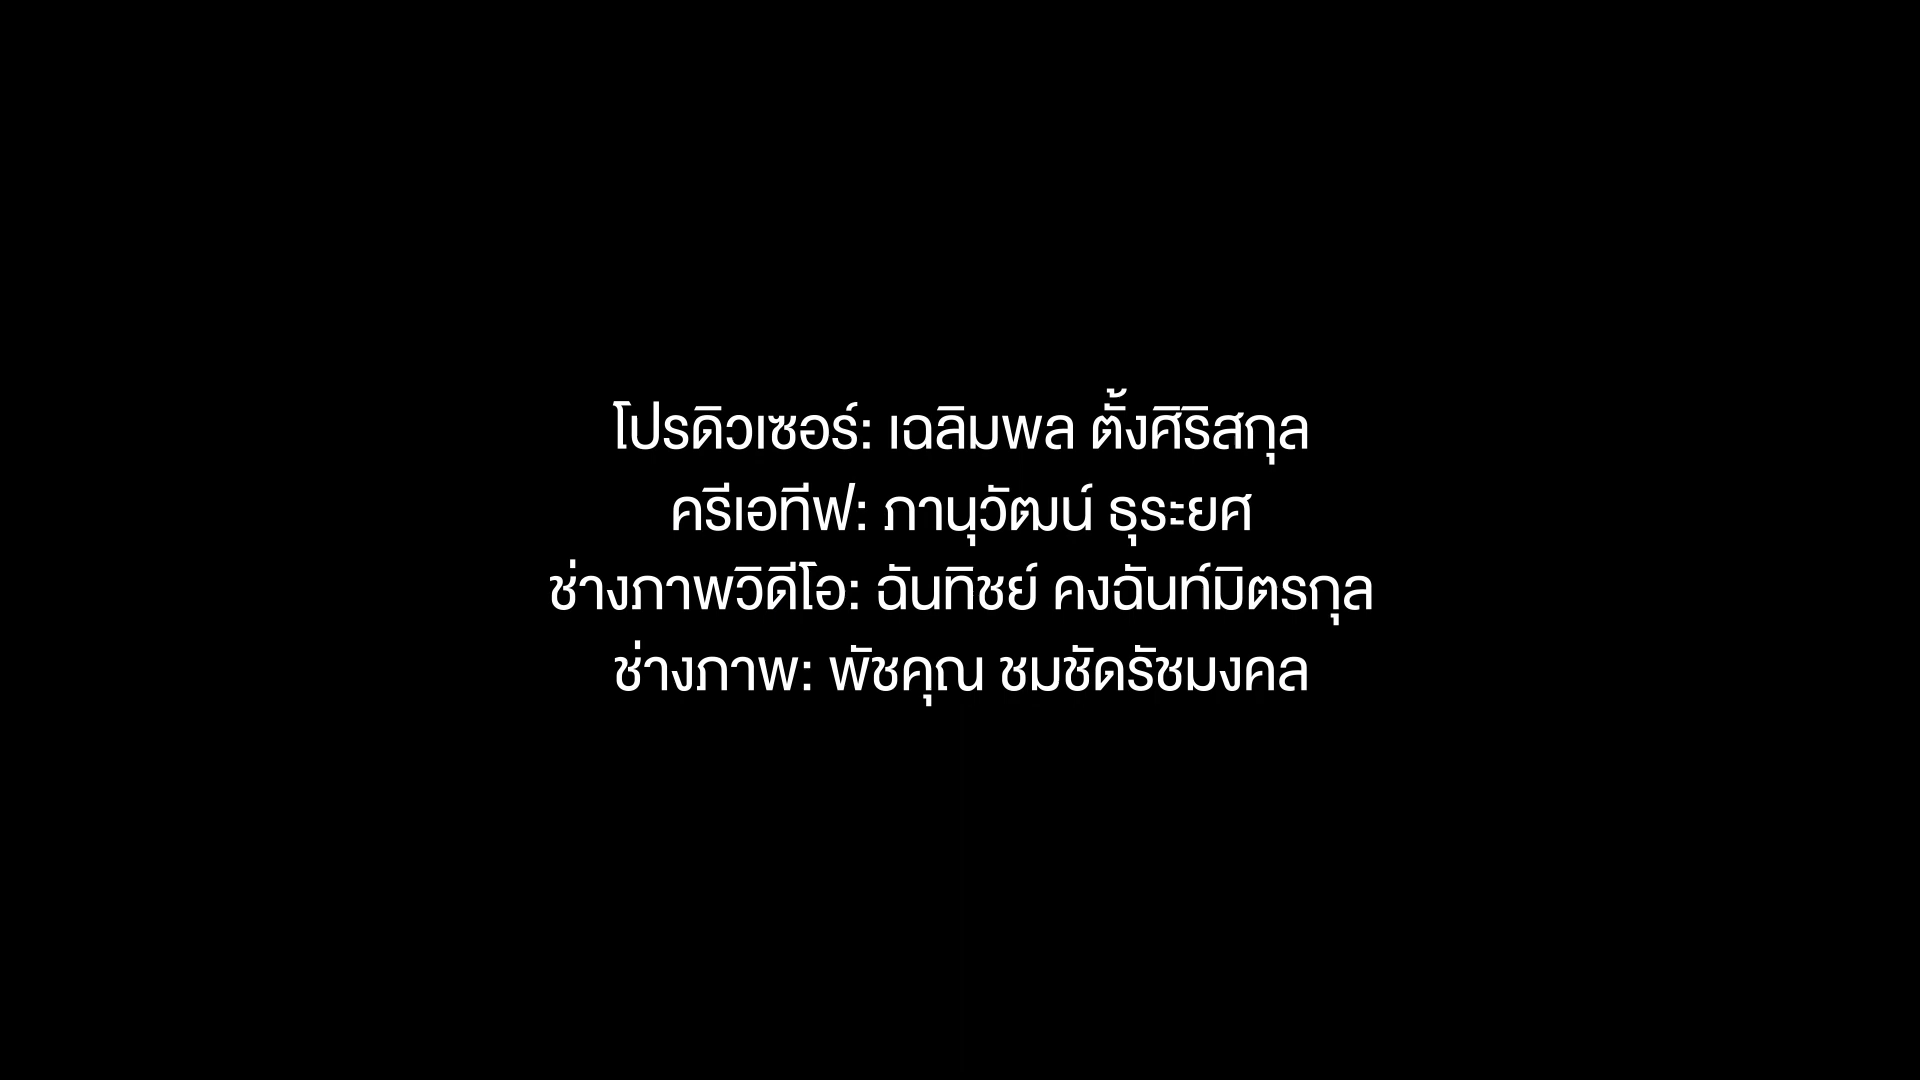 โปรดิวเซอร์: เฉลิมพล ตั้งศิริสกุล
ครีเอทีฟ: ภานุวัฒน์ ธุระยศ
ช่างภาพวิดีโอ: ฉันทิชย์ คงฉันท์มิตรกุล
ช่างภาพ: พัชคุณ ชมชัดรัชมงคล